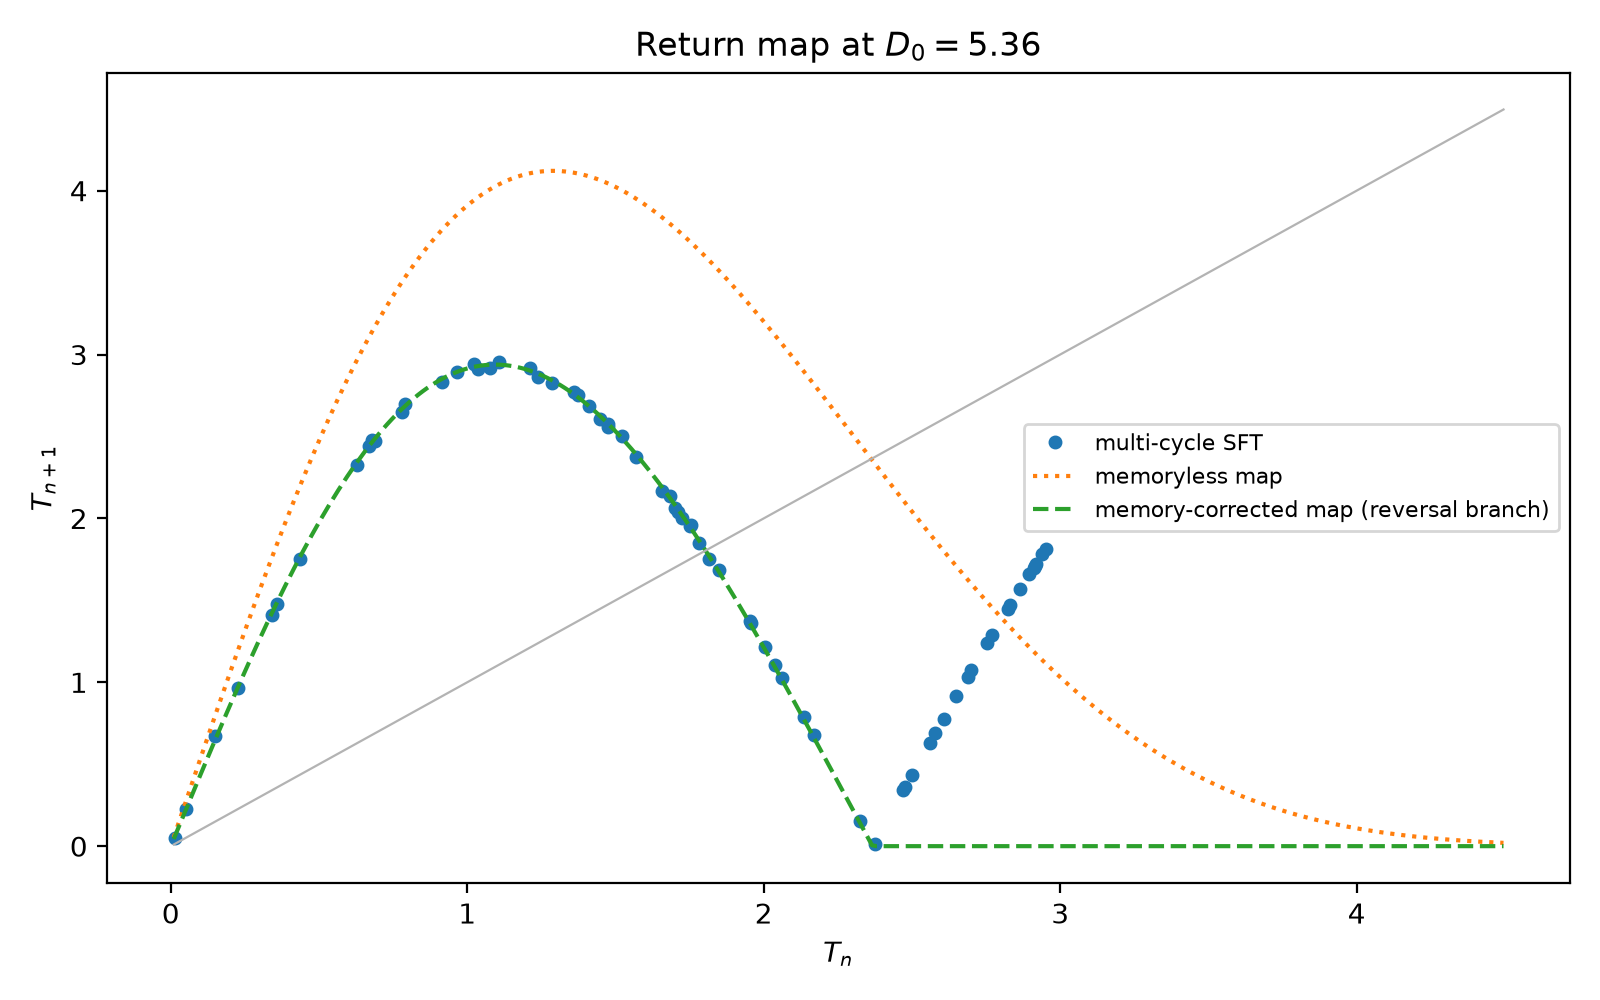 Return map at $D_0 = 5.36$
T_{n+1}
4
3
2
1
0
multi-cycle SFT
memoryless map
memory-corrected map (reversal branch)
0 1 2 3 4
T_n